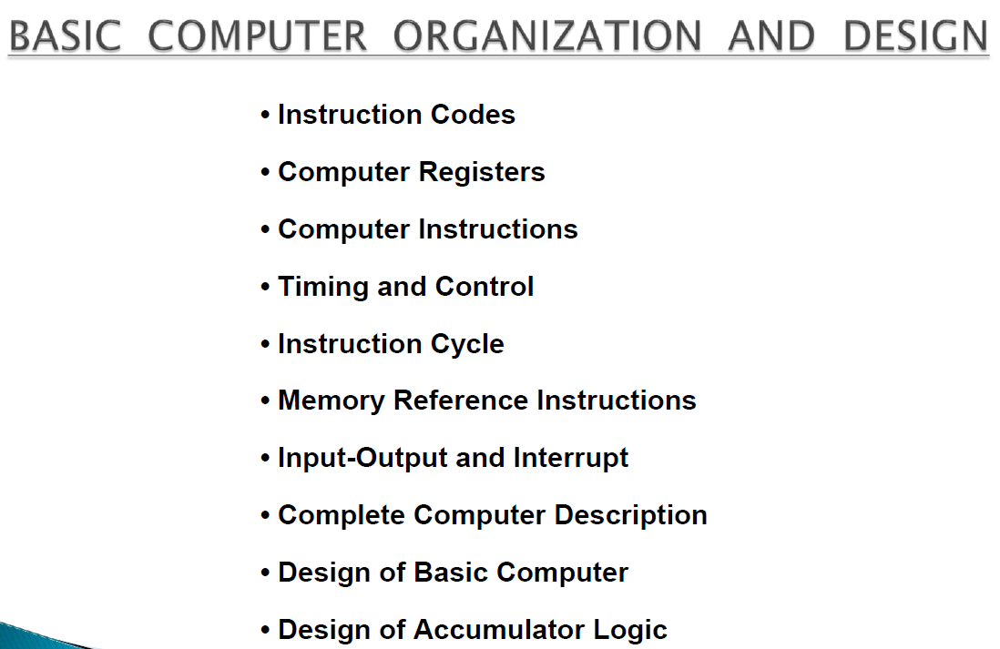 BASIC COMPUTER ORGANIZATION AND DESIGN
• Instruction Codes
• Computer Registers
• Computer Instructions
• Timing and Control
• Instruction Cycle
• Memory Reference Instructions
• Input-Output and Interrupt
• Complete Computer Description
• Design of Basic Computer
• Design of Accumulator Logic